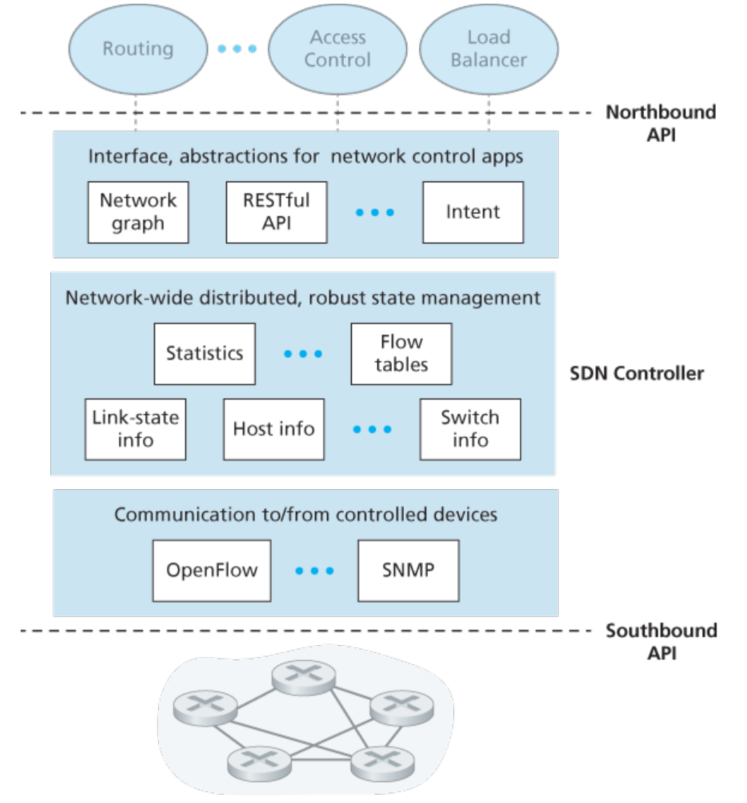 Routing
Access
Control
Load
Balancer
Northbound
API
Interface, abstractions for network control apps
Network
graph
RESTful
API
Intent
Network-wide distributed, robust state management
Statistics
Flow
tables
SDN Controller
Link-state
info
Host info
Switch
info
Communication to/from controlled devices
OpenFlow
SNMP
Southbound
API